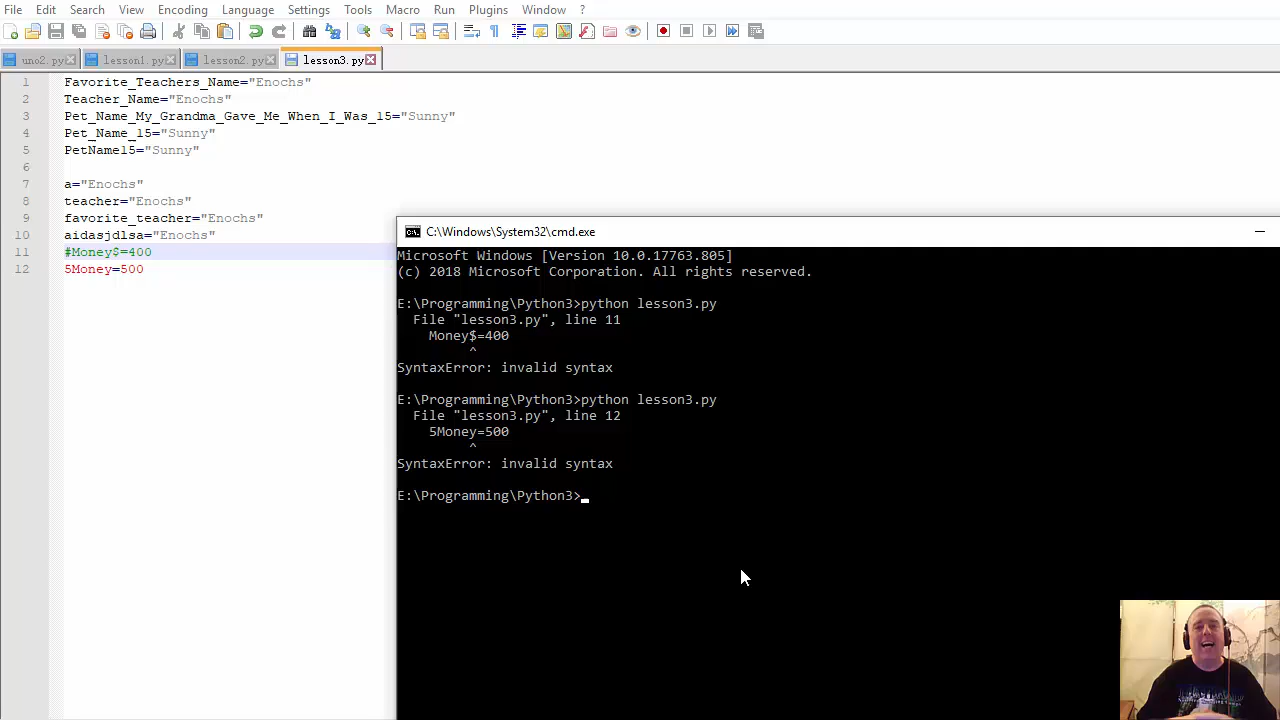 File Edit Search View Encoding Language Settings Tools Macro Run Plugins Window ?
uno2.py lesson1.py lesson2.py lesson3.py
1 Favorite_Teachers_Name="Enochs"
2 Teacher_Name="Enochs"
3 Pet_Name_My_Grandma_Gave_Me_When_I_Was_15="Sunny"
4 Pet_Name_15="Sunny"
5 PetName15="Sunny"
6
7 a="Enochs"
8 teacher="Enochs"
9 favorite_teacher="Enochs"
10 aidasjdlsa="Enochs"
11 #Money$=400
12 5Money=500
C:\Windows\System32\cmd.exe
Microsoft Windows [Version 10.0.17763.805]
(c) 2018 Microsoft Corporation. All rights reserved.
E:\Programming\Python3>python lesson3.py
File "lesson3.py", line 11
Money$=400
^
SyntaxError: invalid syntax
E:\Programming\Python3>python lesson3.py
File "lesson3.py", line 12
5Money=500
^
SyntaxError: invalid syntax
E:\Programming\Python3>